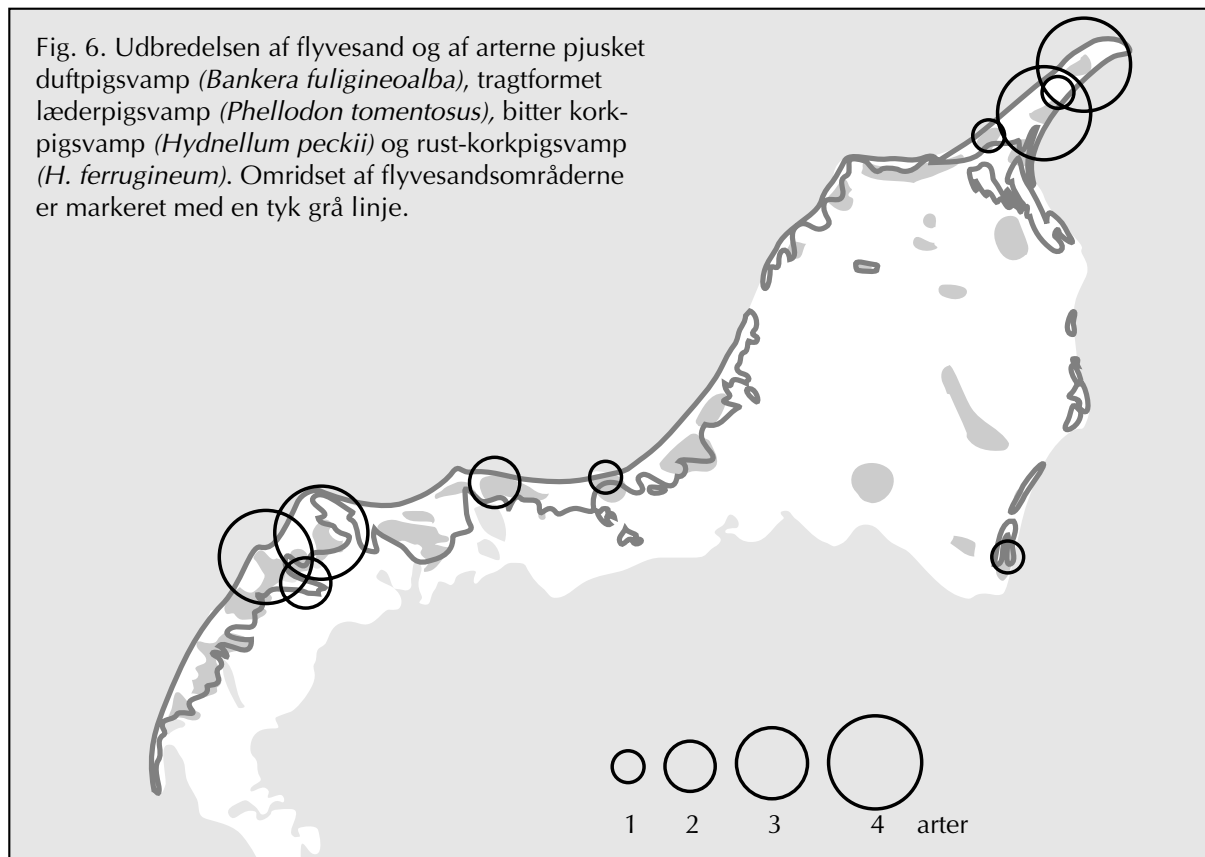 Fig. 6. Udbredelsen af flyvesand og af arterne pjusket
duftpigsvamp (Bankera fuligineoalba), tragtformet
læderpigsvamp (Phellodon tomentosus), bitter kork-
pigsvamp (Hydnellum peckii) og rust-korkpigsvamp
(H. ferrugineum). Omridset af flyvesandsområderne
er markeret med en tyk grå linje.
1 2 3 4 arter